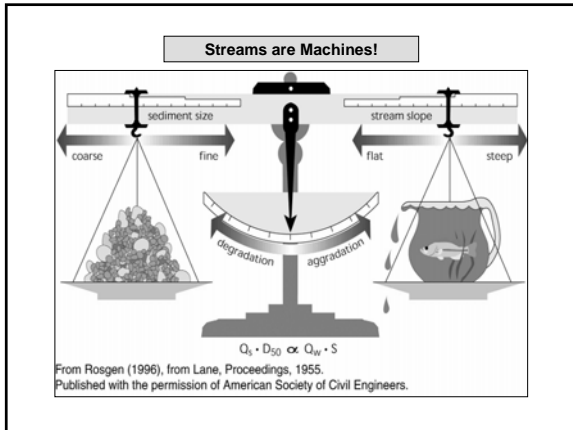 Streams are Machines!
sediment size
stream slope
coarse
fine
flat
steep
degradation
aggradation
Qₛ • D₅₀ ∝ Q𝓌 • S
From Rosgen (1996), from Lane, Proceedings, 1955.
Published with the permission of American Society of Civil Engineers.